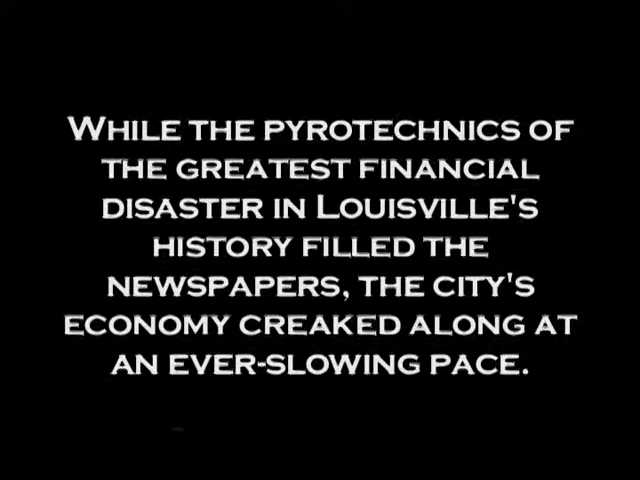 While the pyrotechnics of
the greatest financial
disaster in Louisville's
history filled the
newspapers, the city's
economy creaked along at
an ever-slowing pace.